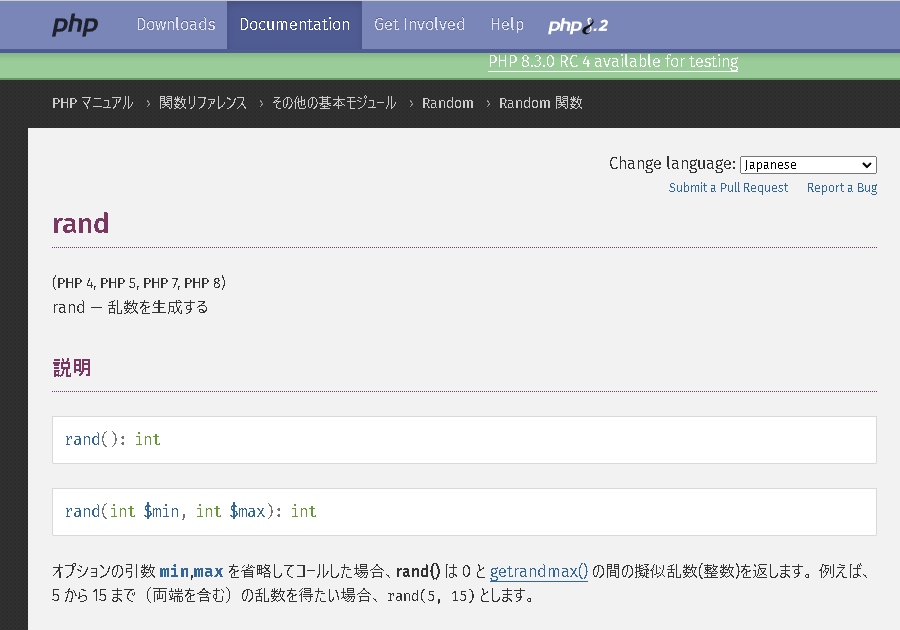 php Downloads Documentation Get Involved Help php8.2
PHP 8.3.0 RC 4 available for testing
PHP マニュアル › 関数リファレンス › その他の基本モジュール › Random › Random 関数
Change language: Japanese
Submit a Pull Request Report a Bug
rand
(PHP 4, PHP 5, PHP 7, PHP 8)
rand — 乱数を生成する
説明
rand(): int
rand(int $min, int $max): int
オプションの引数 min,max を省略してコールした場合、rand() は 0 と getrandmax() の間の擬似乱数(整数)を返します。例えば、
5 から 15 まで（両端を含む）の乱数を得たい場合、rand(5, 15) とします。